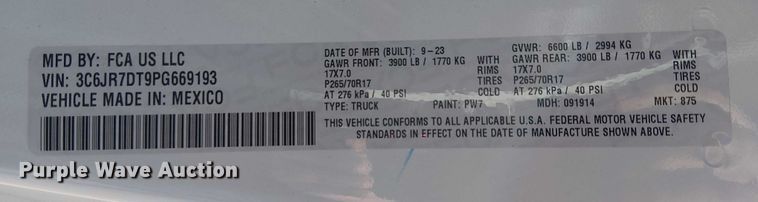 MFD BY: FCA US LLC
VIN: 3C6JR7DT9PG669193
VEHICLE MADE IN: MEXICO
DATE OF MFR (BUILT): 9-23 GVWR: 6600 LB / 2994 KG
GAWR FRONT: 3900 LB / 1770 KG WITH GAWR REAR: 3900 LB / 1770 KG WITH
17X7.0 RIMS 17X7.0 RIMS
P265/70R17 TIRES P265/70R17 TIRES
AT 276 kPa / 40 PSI COLD AT 276 kPa / 40 PSI COLD
TYPE: TRUCK PAINT: PW7 MDH: 091914 MKT: 875
THIS VEHICLE CONFORMS TO ALL APPLICABLE U.S.A. FEDERAL MOTOR VEHICLE SAFETY
STANDARDS IN EFFECT ON THE DATE OF MANUFACTURE SHOWN ABOVE.
Purple Wave Auction